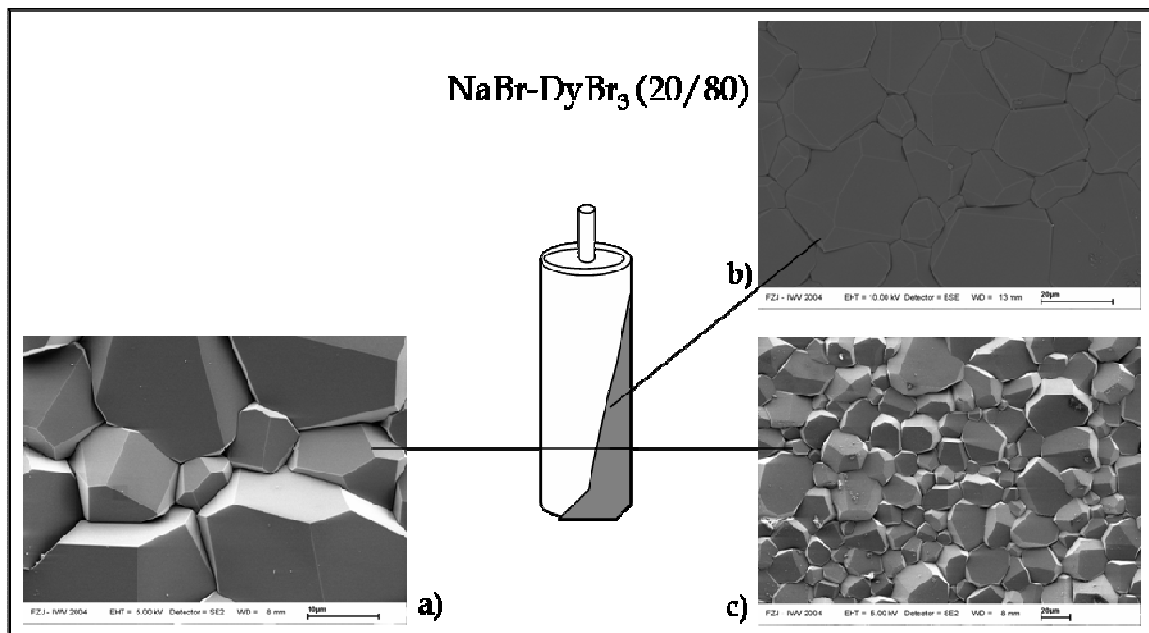 NaBr-DyBr₃ (20/80)
b)
FZJ - IWV 2004 EHT = 10.00 kV Detector = ESE WD = 13 mm 20µm
a)
FZJ - IWV 2004 EHT = 5.00 kV Detector = SE2 WD = 8 mm 10µm
c)
FZJ - IWV 2004 EHT = 5.00 kV Detector = SE2 WD = 8 mm 20µm